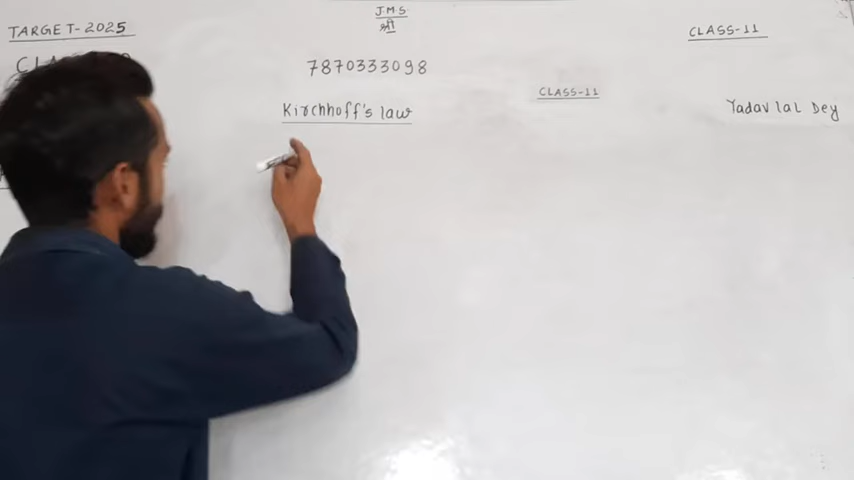 J.M.S
श्री
TARGET-2025
CLASS-11
7870333098
CLASS-11
Kirchhoff's law
Yadav lal Dey